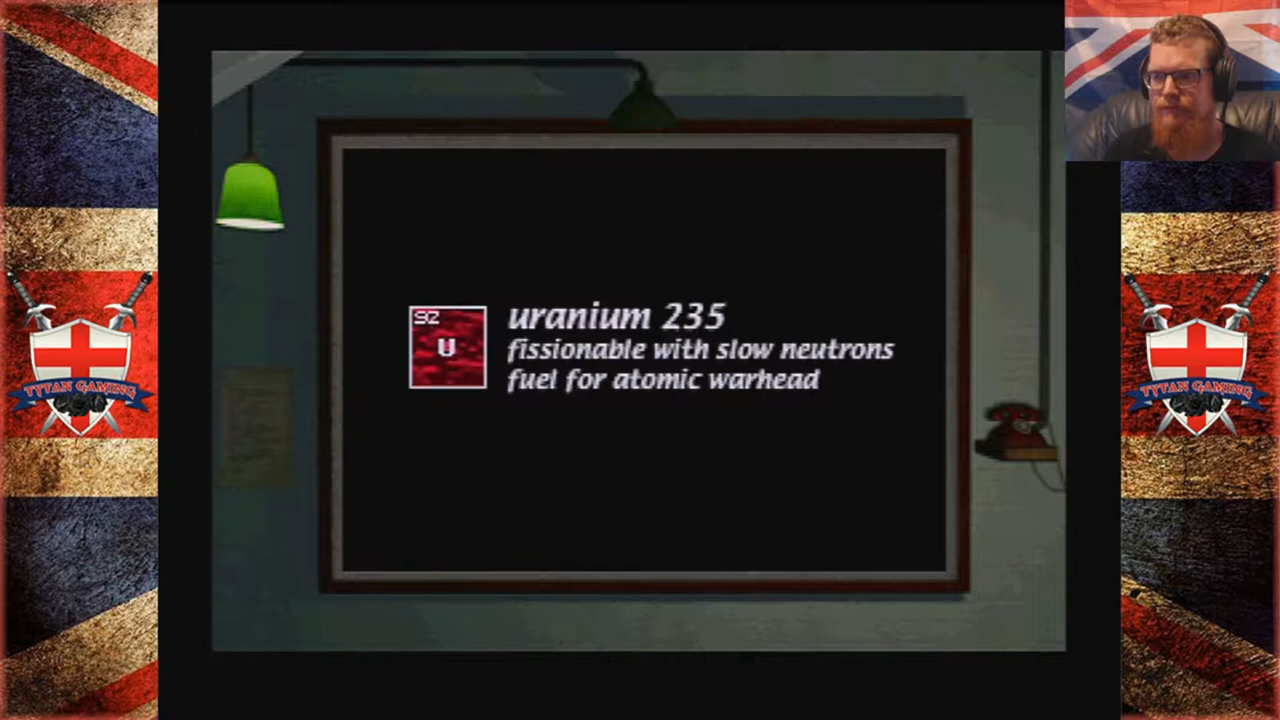 92
U
uranium 235
fissionable with slow neutrons
fuel for atomic warhead
TYTAN GAMING
TYTAN GAMING